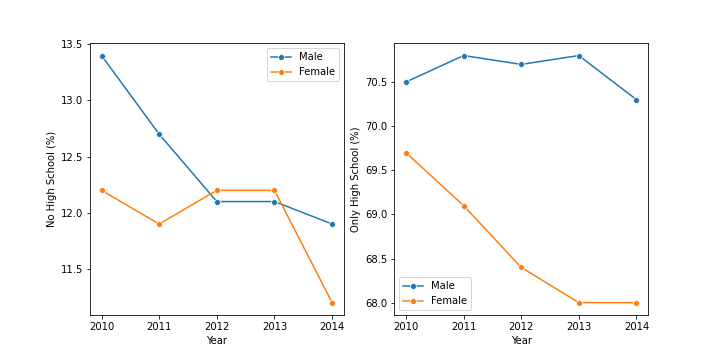 13.5
13.0
12.5
12.0
11.5
No High School (%)
Male
Female
2010 2011 2012 2013 2014
Year
70.5
70.0
69.5
69.0
68.5
68.0
Only High School (%)
Male
Female
2010 2011 2012 2013 2014
Year